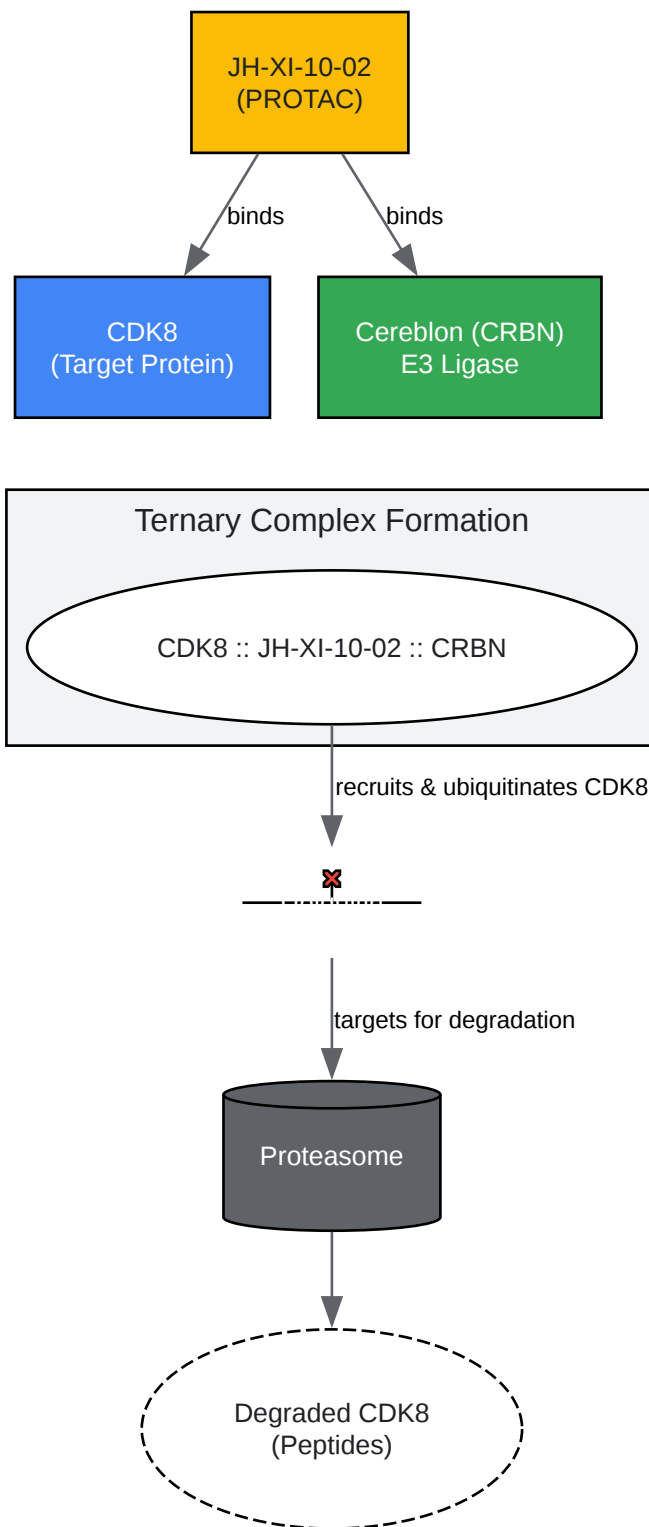 JH-XI-10-02
(PROTAC)
binds
binds
CDK8
(Target Protein)
Cereblon (CRBN)
E3 Ligase
Ternary Complex Formation
CDK8 :: JH-XI-10-02 :: CRBN
recruits & ubiquitinates CDK8
targets for degradation
Proteasome
Degraded CDK8
(Peptides)